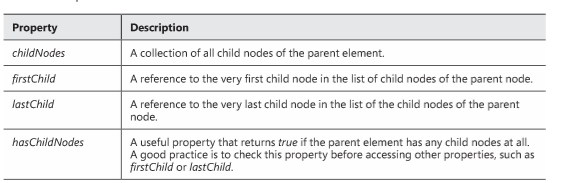 Property Description
childNodes A collection of all child nodes of the parent element.
firstChild A reference to the very first child node in the list of child nodes of the parent node.
lastChild A reference to the very last child node in the list of the child nodes of the parent
node.
hasChildNodes A useful property that returns true if the parent element has any child nodes at all.
A good practice is to check this property before accessing other properties, such as
firstChild or lastChild.